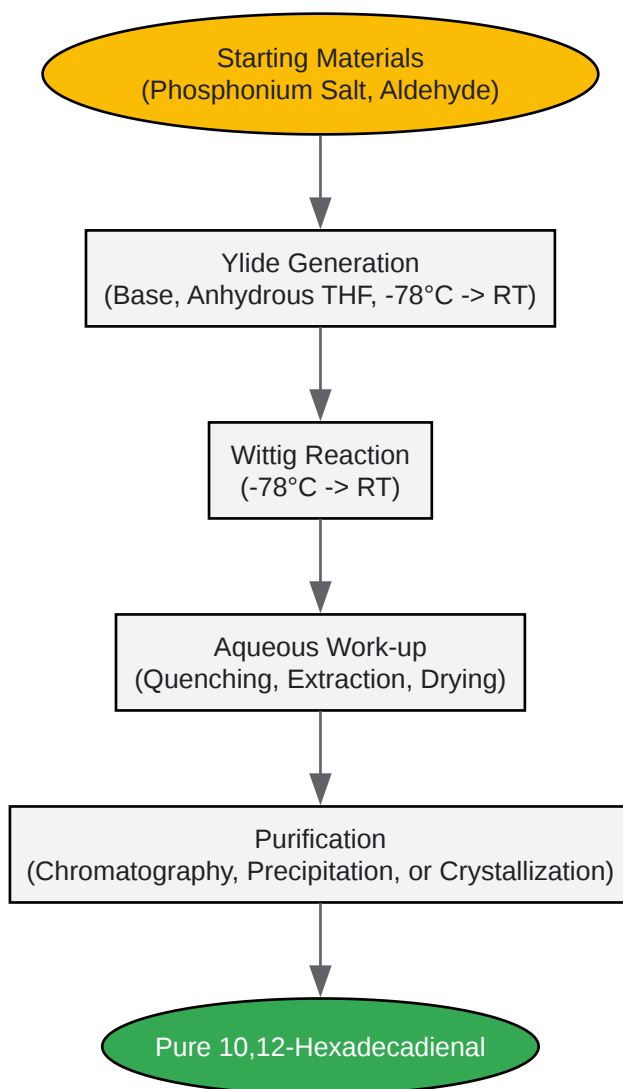 Starting Materials
(Phosphonium Salt, Aldehyde)
Ylide Generation
(Base, Anhydrous THF, -78°C -> RT)
Wittig Reaction
(-78°C -> RT)
Aqueous Work-up
(Quenching, Extraction, Drying)
Purification
(Chromatography, Precipitation, or Crystallization)
Pure 10,12-Hexadecadienal